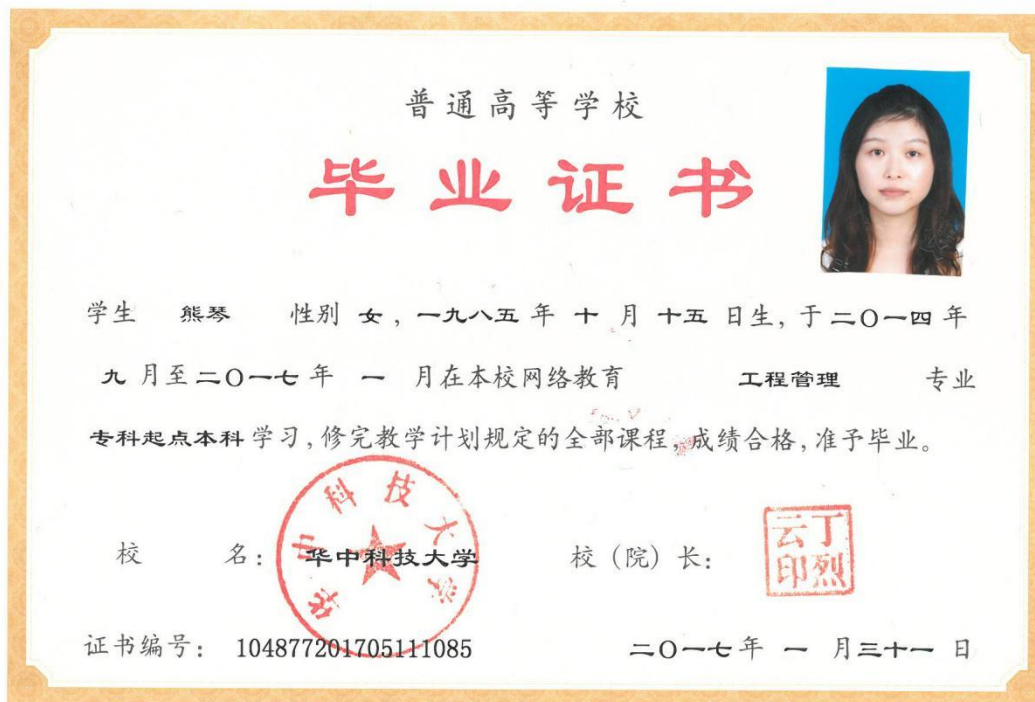 普通高等学校
毕业证书
学生 熊琴 性别 女，一九八五年 十 月 十五 日生，于二〇一四年
九 月至二〇一七年 一 月在本校网络教育 工程管理 专业
专科起点本科学习，修完教学计划规定的全部课程，成绩合格，准予毕业。
校 名：华中科技大学 校（院）长：
华中科技大学
丁烈云印
证书编号：104877201705111085 二〇一七年 一 月三十一日